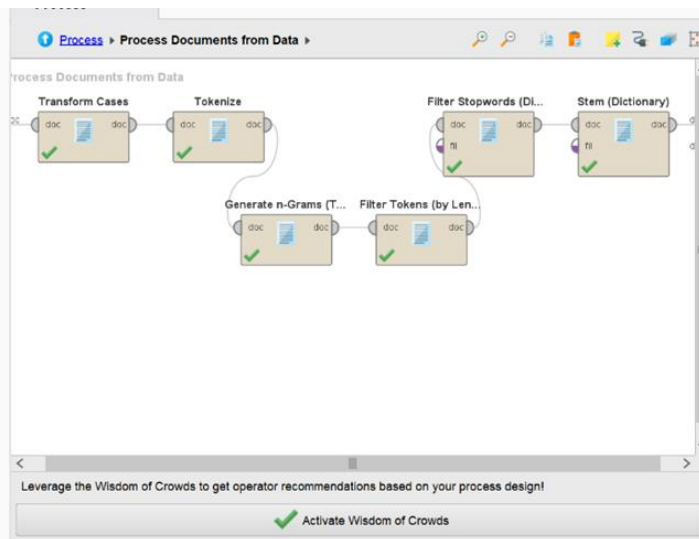 Process ▸ Process Documents from Data ▸
rocess Documents from Data
Transform Cases
Tokenize
Filter Stopwords (Di...
Stem (Dictionary)
doc doc
doc doc
doc doc
fil
doc doc
fil
Generate n-Grams (T...
Filter Tokens (by Len...
doc doc
doc doc
Leverage the Wisdom of Crowds to get operator recommendations based on your process design!
Activate Wisdom of Crowds